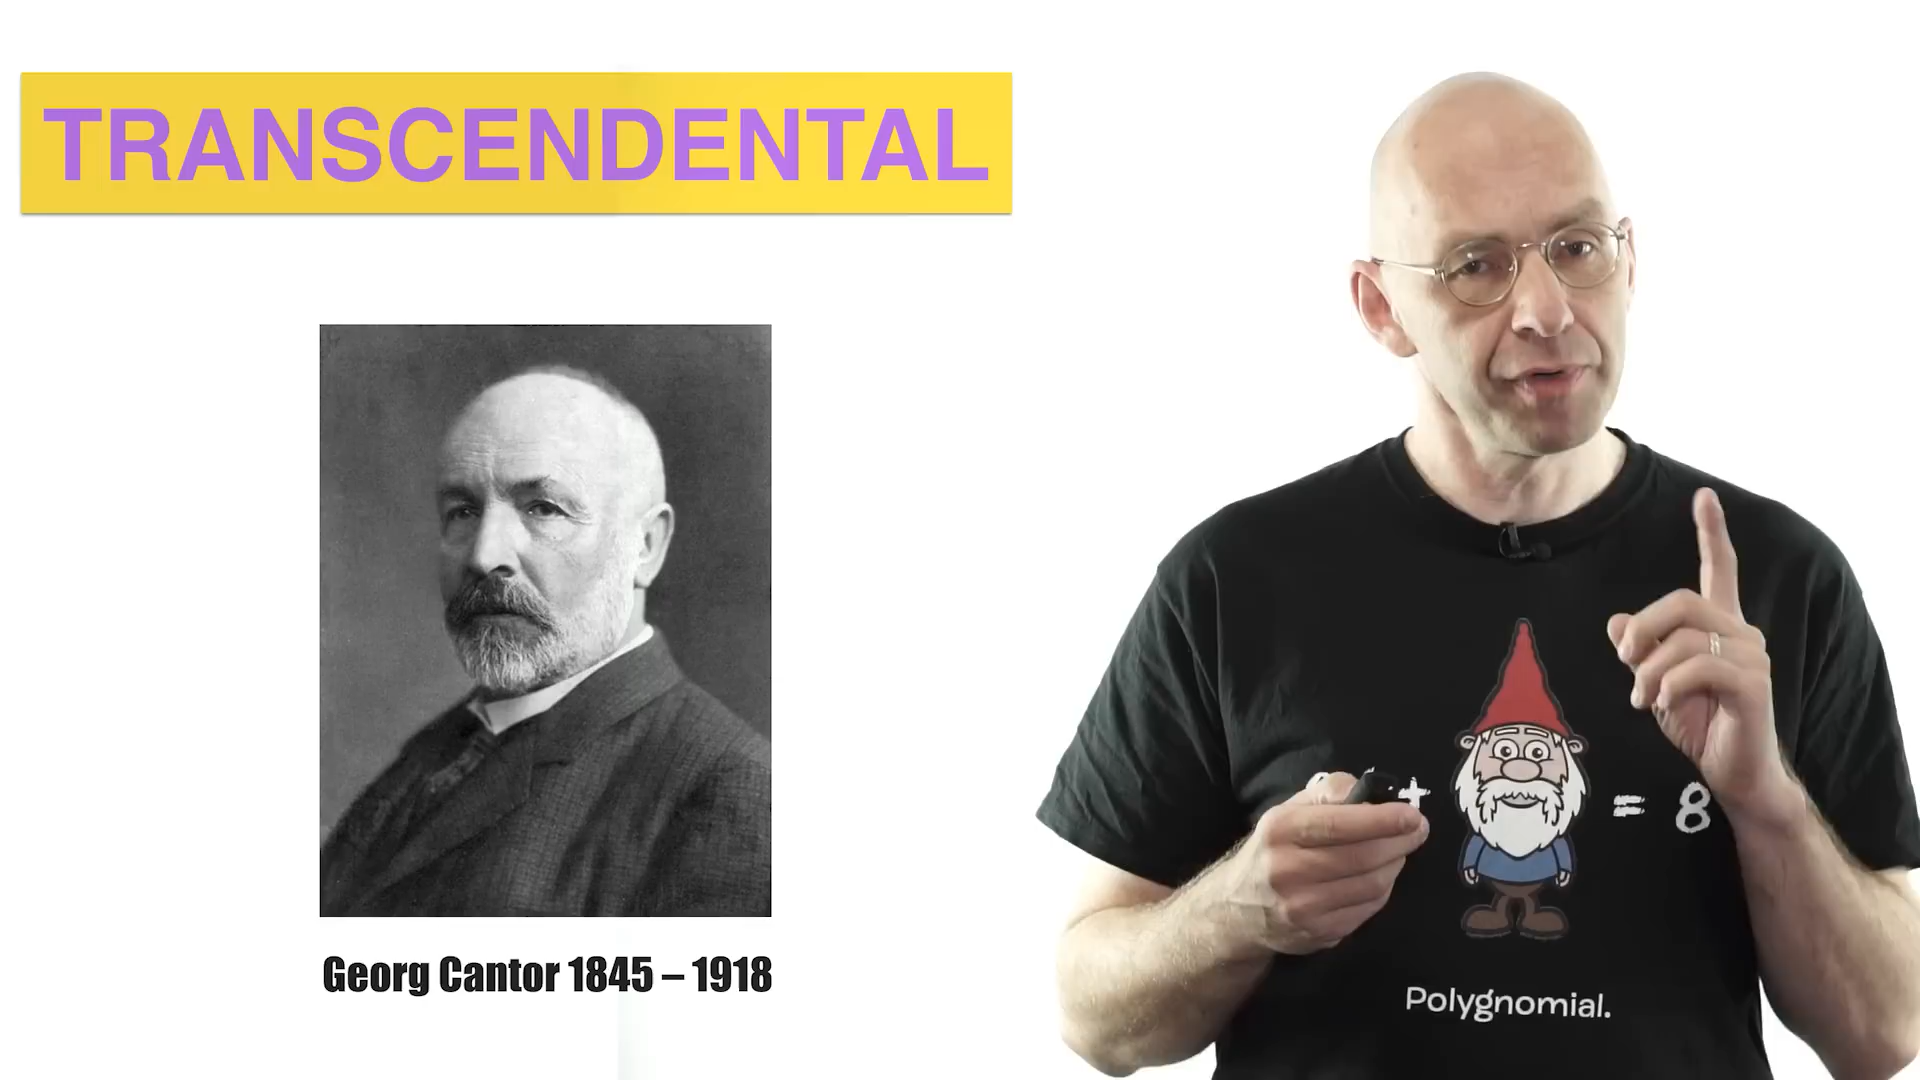 TRANSCENDENTAL
Georg Cantor 1845 – 1918
+ = 8
Polygnomial.